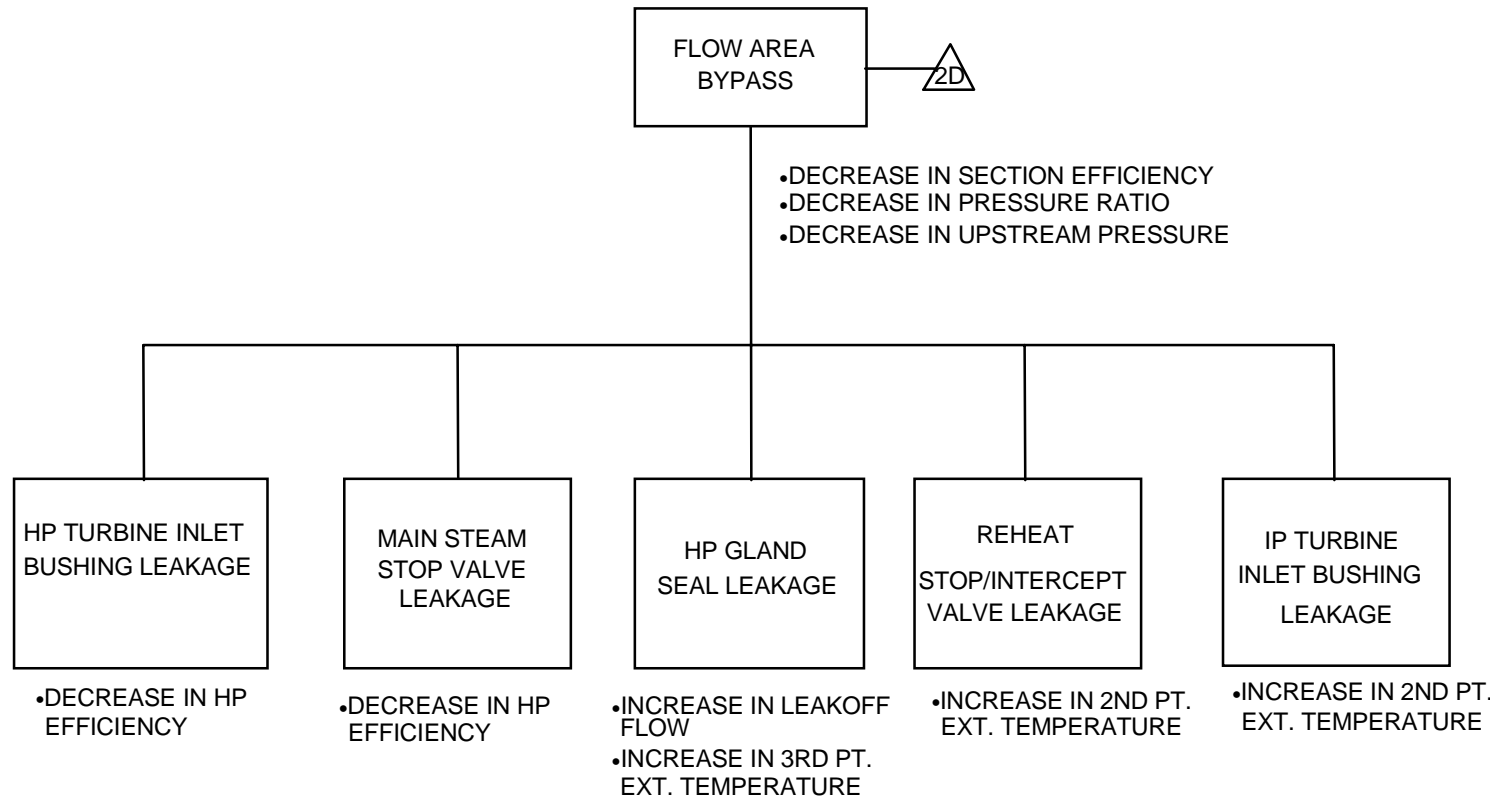 FLOW AREA
BYPASS
2D
•DECREASE IN SECTION EFFICIENCY
•DECREASE IN PRESSURE RATIO
•DECREASE IN UPSTREAM PRESSURE
HP TURBINE INLET
BUSHING LEAKAGE
•DECREASE IN HP
EFFICIENCY
MAIN STEAM
STOP VALVE
LEAKAGE
•DECREASE IN HP
EFFICIENCY
HP GLAND
SEAL LEAKAGE
•INCREASE IN LEAKOFF
FLOW
•INCREASE IN 3RD PT.
EXT. TEMPERATURE
REHEAT
STOP/INTERCEPT
VALVE LEAKAGE
•INCREASE IN 2ND PT.
EXT. TEMPERATURE
IP TURBINE
INLET BUSHING
LEAKAGE
•INCREASE IN 2ND PT.
EXT. TEMPERATURE